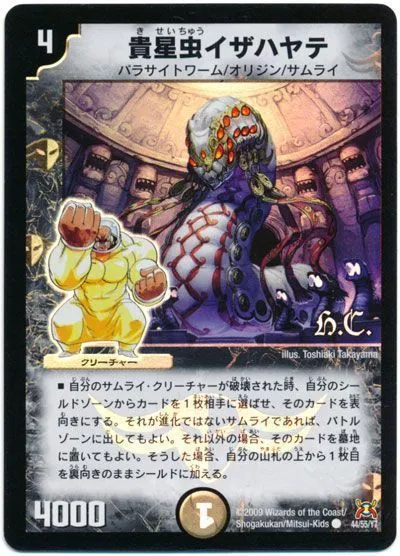 きせいちゅう
4 貴星虫イザハヤテ
パラサイトワーム/オリジン/サムライ
H.C.
illus. Toshiaki Takayama
クリーチャー
■ 自分のサムライ・クリーチャーが破壊された時、自分のシー
ルドゾーンからカードを1枚相手に選ばせ、そのカードを表
向きにする。それが進化ではないサムライであれば、バトル
ゾーンに出してもよい。それ以外の場合、そのカードを墓地
に置いてもよい。そうした場合、自分の山札の上から1枚目
を裏向きのままシールドに加える。
4000
1
©2009 Wizards of the Coast/
Shogakukan/Mitsui-Kids ● 44/55/Y7